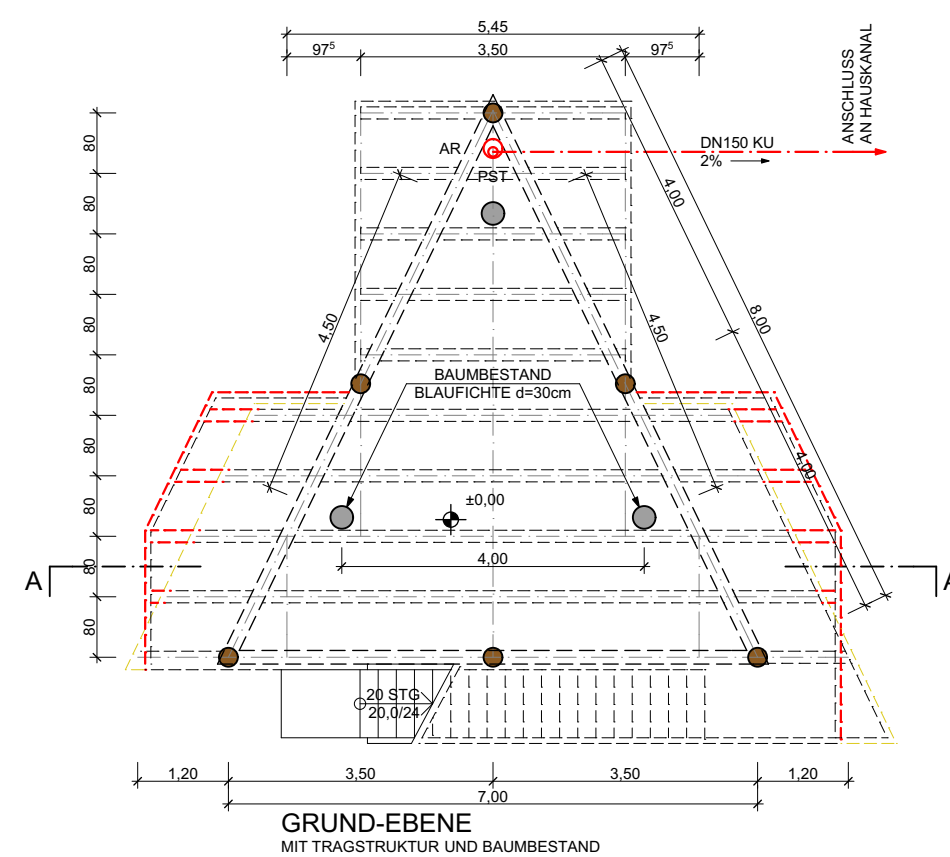 5,45
97⁵ 3,50 97⁵
ANSCHLUSS
AN HAUSKANAL
DN150 KU
2%
AR
PST
80
80
80
80
80
80
80
80
80
4,00
8,00
4,00
4,50
4,50
BAUMBESTAND
BLAUFICHTE d=30cm
±0,00
4,00
A A
20 STG
20,0/24
1,20 3,50 3,50 1,20
7,00
GRUND-EBENE
MIT TRAGSTRUKTUR UND BAUMBESTAND